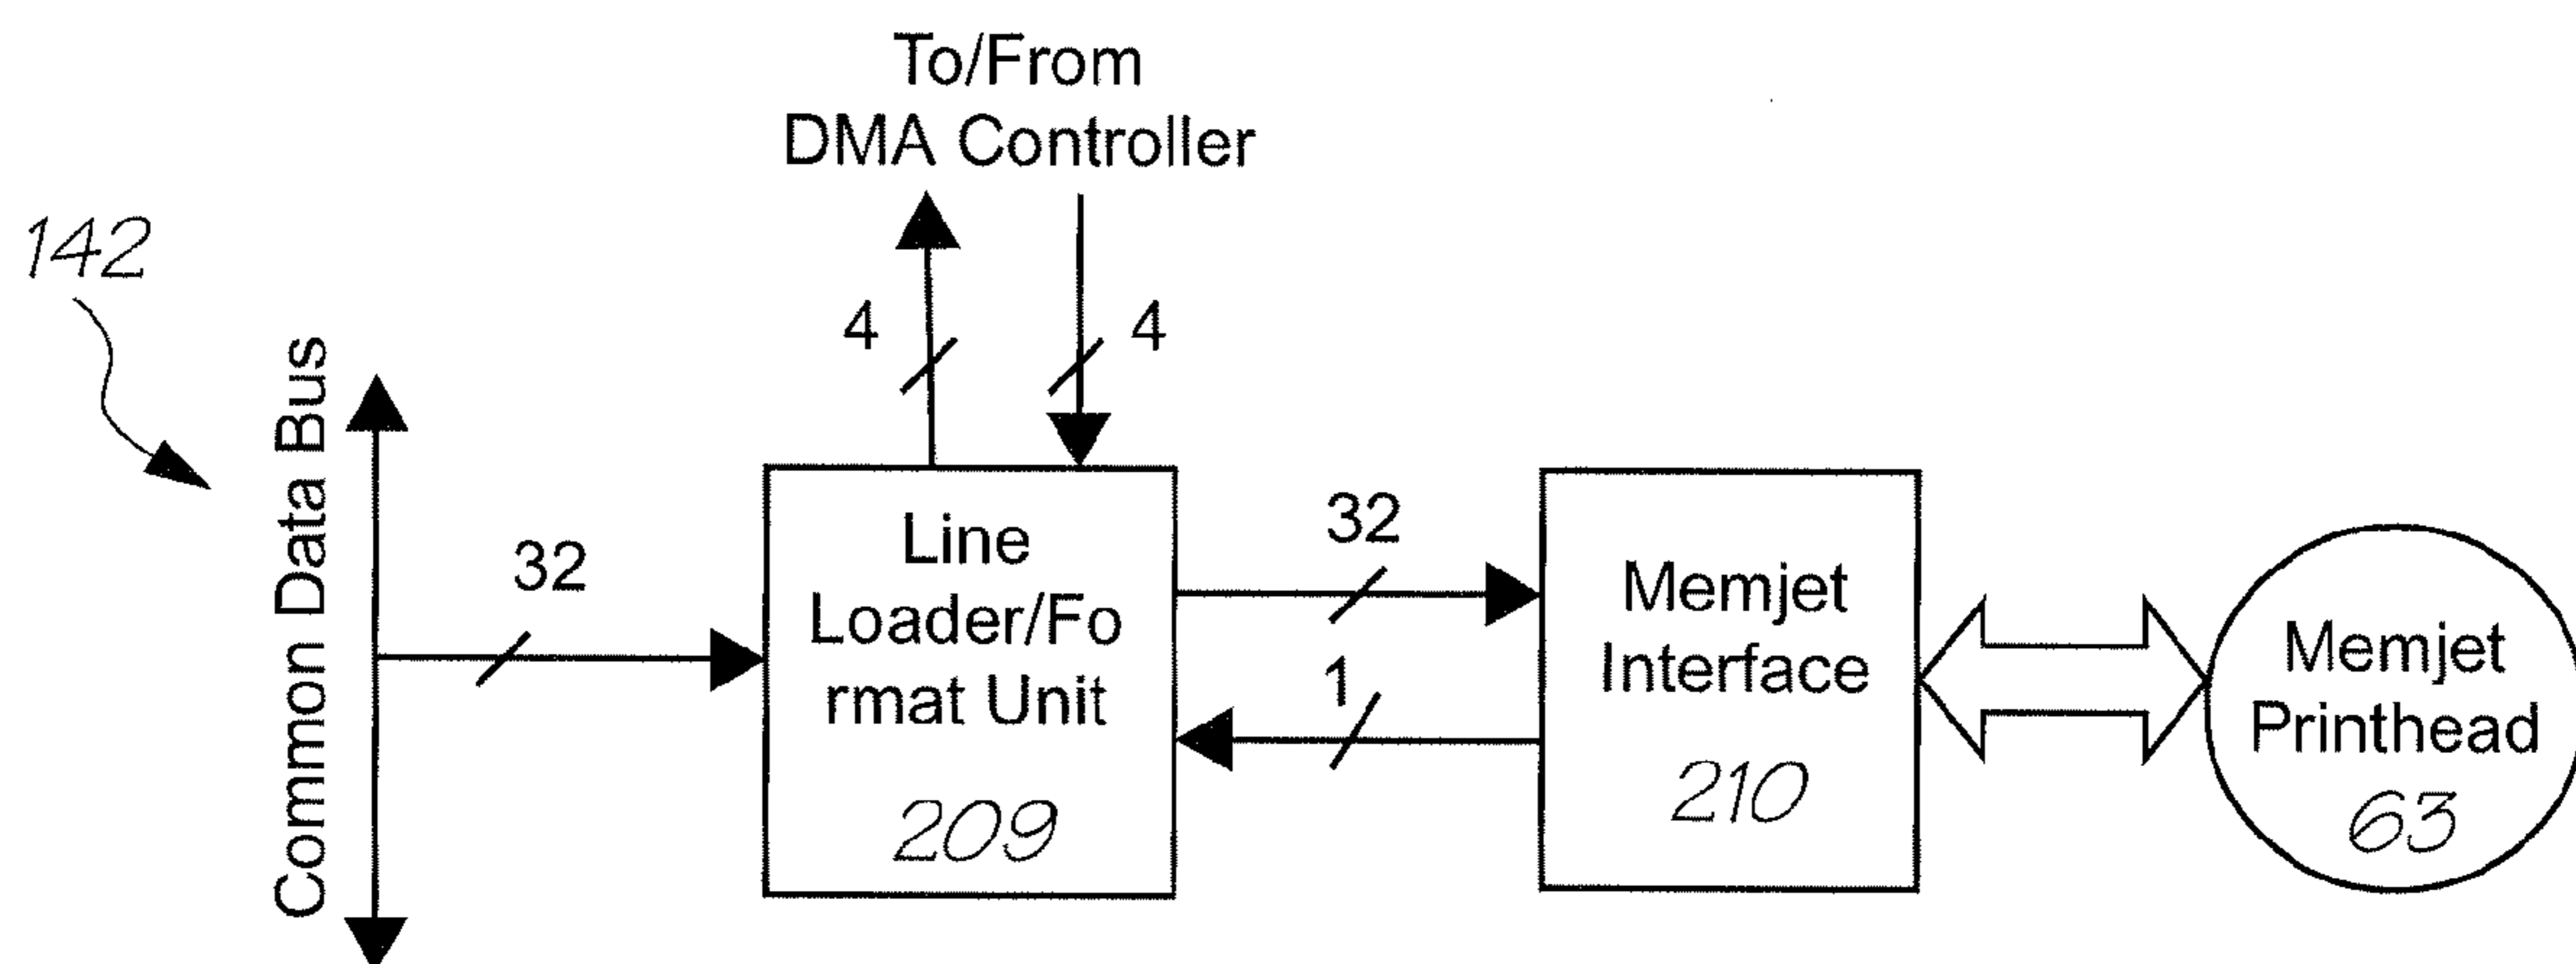 To/From
DMA Controller
142
4
4
Common Data Bus
32
Line
Loader/Fo
rmat Unit
209
32
1
Memjet
Interface
210
Memjet
Printhead
63